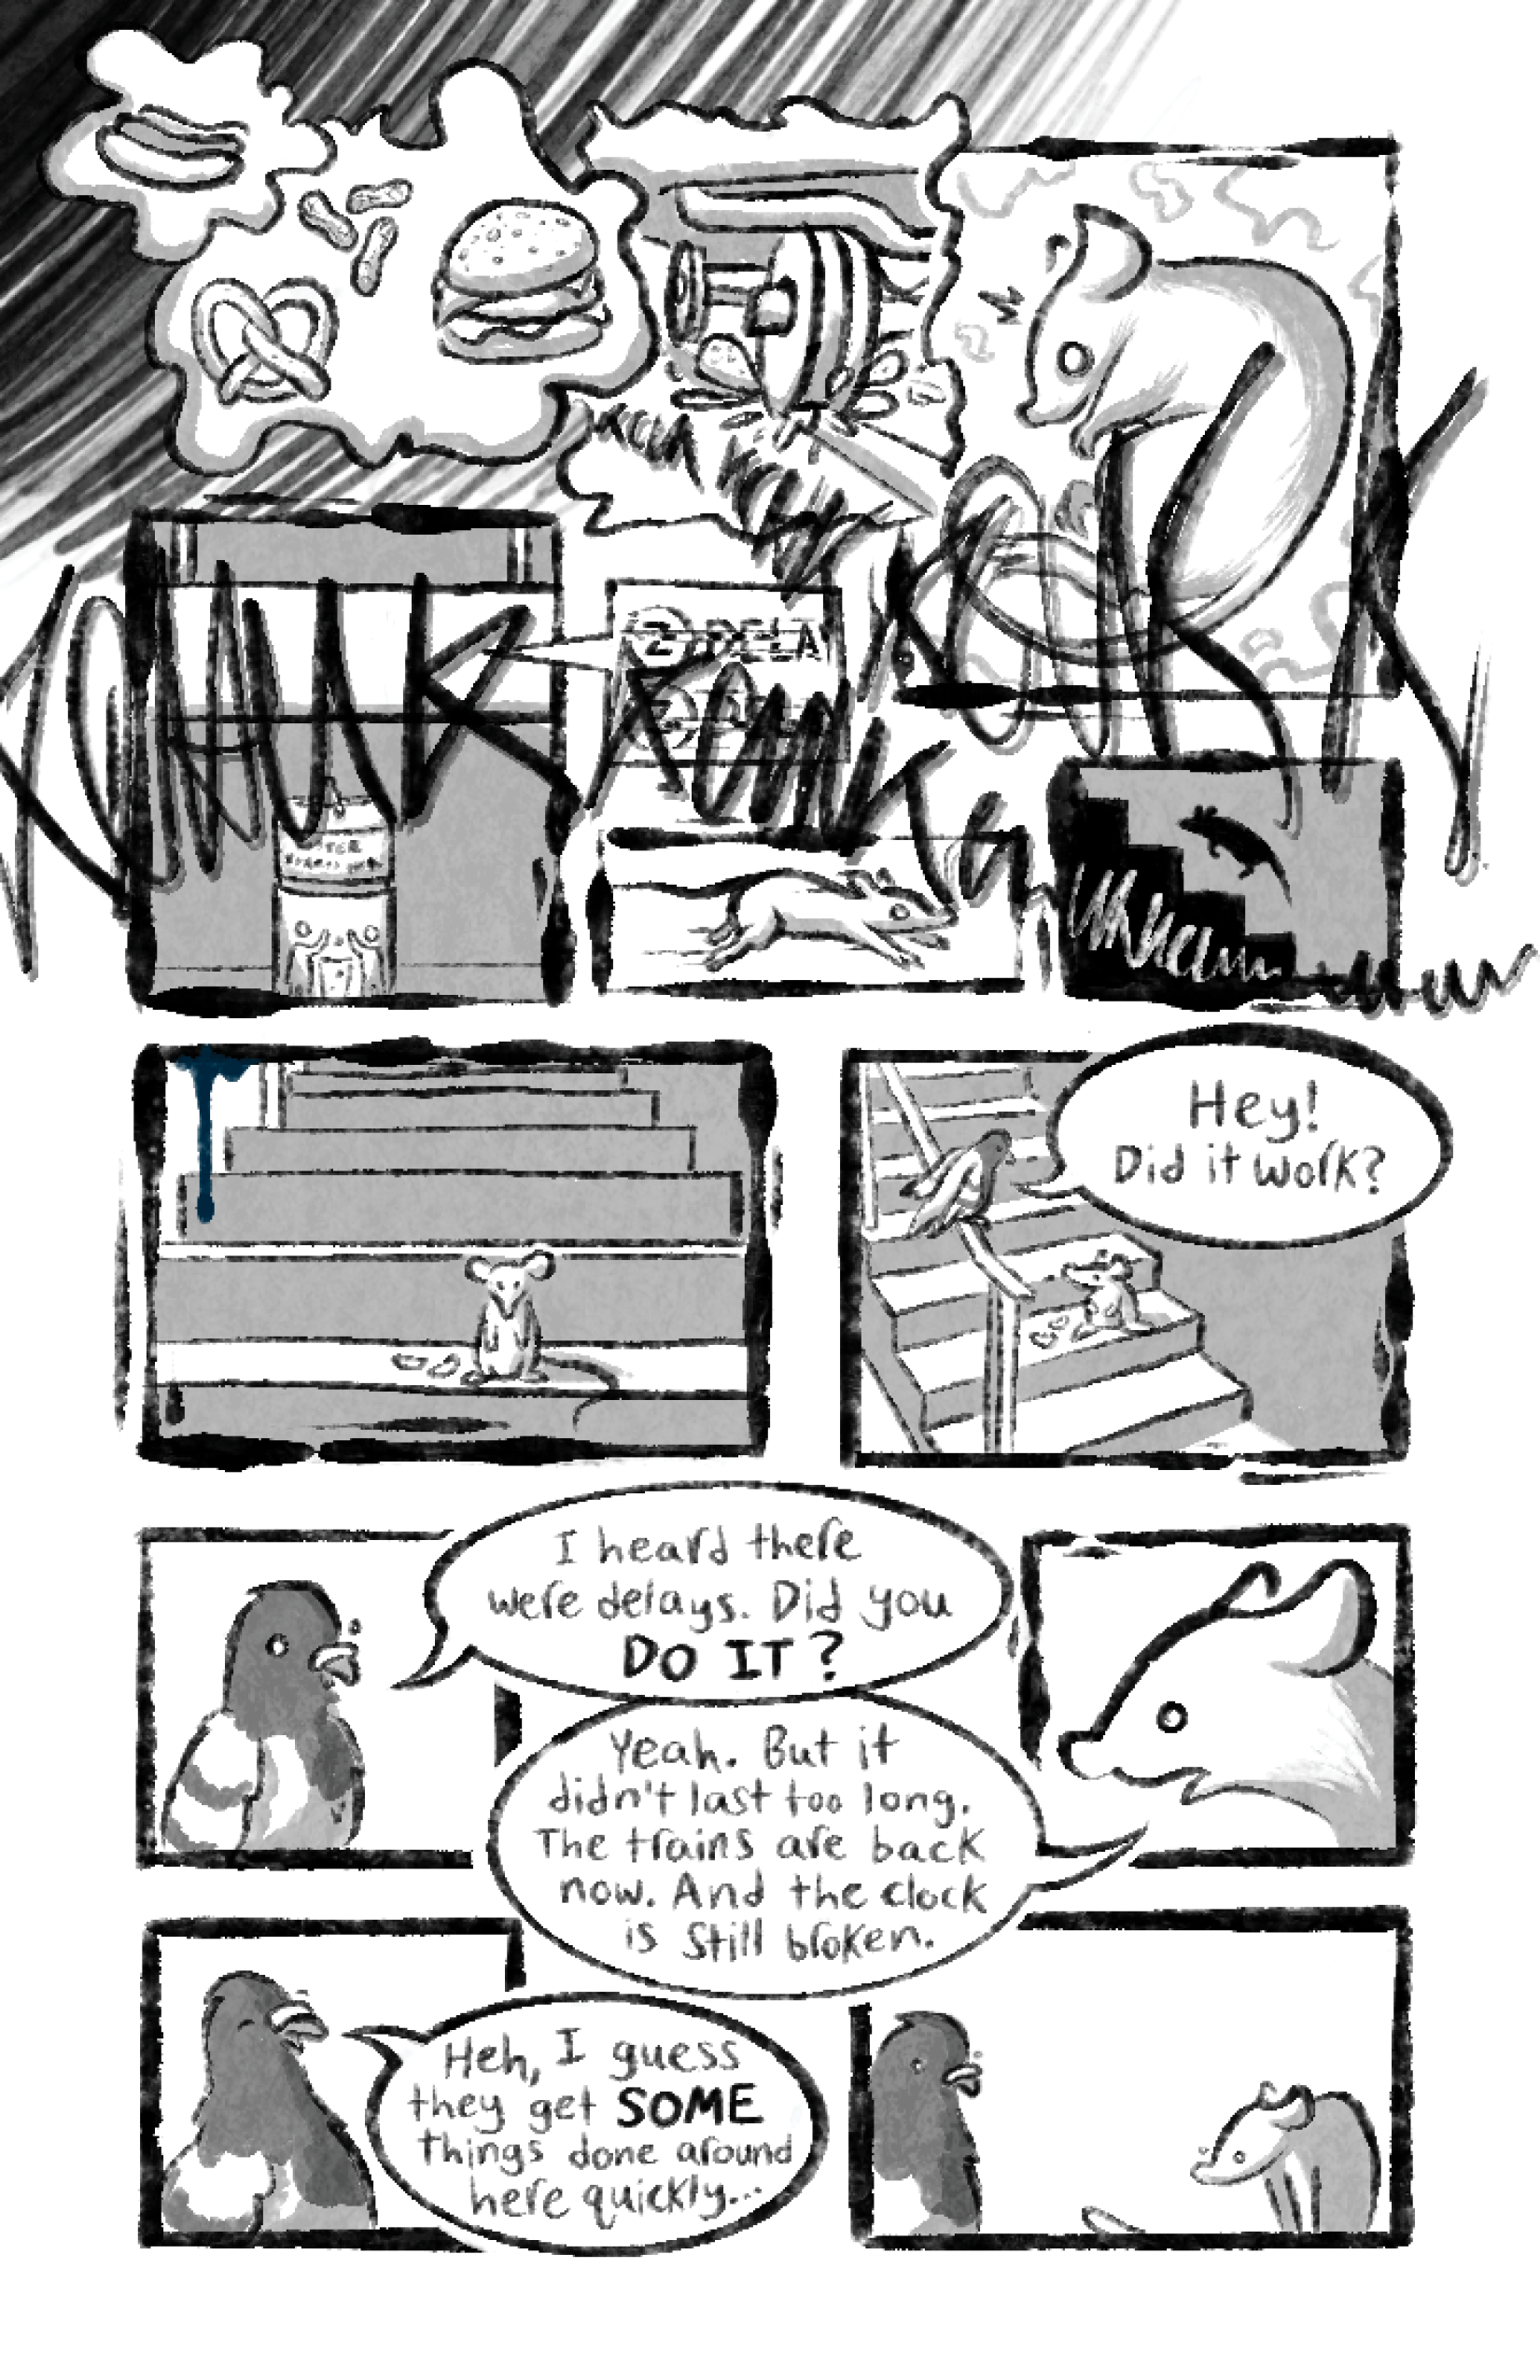 Hey!
Did it work?
I heard there
were delays. Did you
DO IT?
Yeah. But it
didn't last too long.
The trains are back
now. And the clock
is still broken.
Heh, I guess
they get SOME
things done around
here quickly...